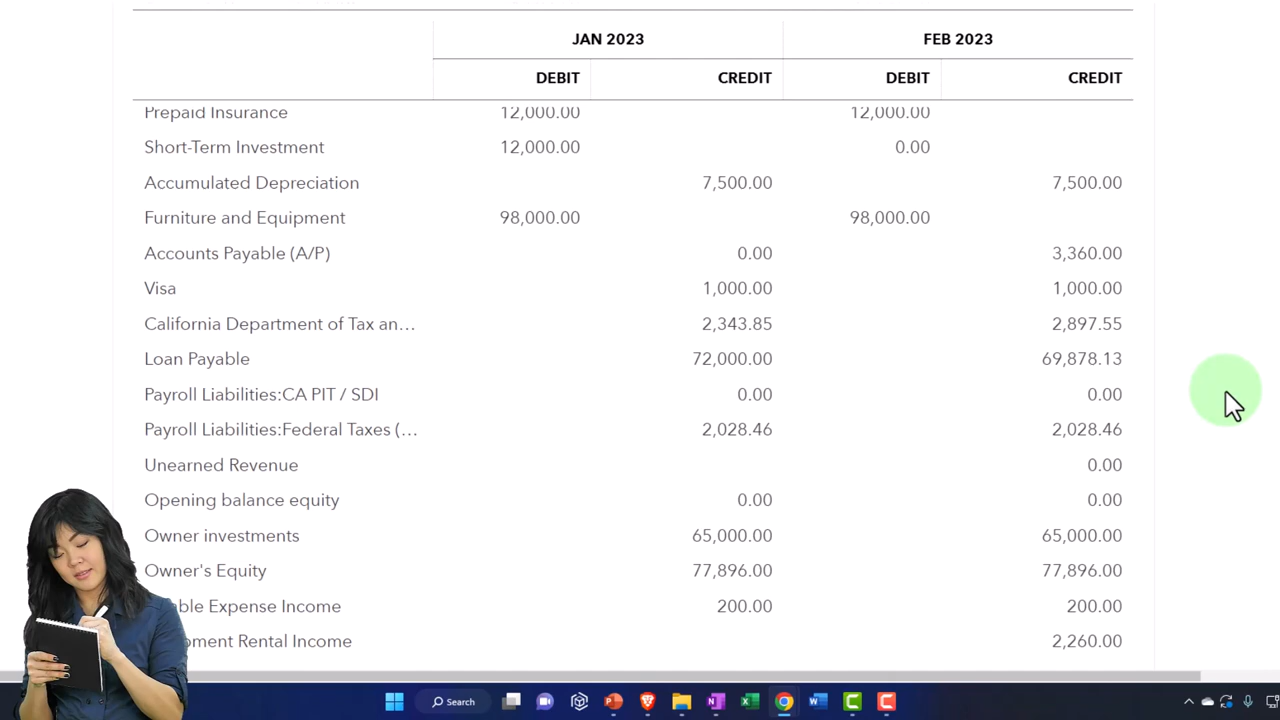 JAN 2023 FEB 2023
DEBIT CREDIT DEBIT CREDIT
Prepaid Insurance 12,000.00 12,000.00
Short-Term Investment 12,000.00 0.00
Accumulated Depreciation 7,500.00 7,500.00
Furniture and Equipment 98,000.00 98,000.00
Accounts Payable (A/P) 0.00 3,360.00
Visa 1,000.00 1,000.00
California Department of Tax an… 2,343.85 2,897.55
Loan Payable 72,000.00 69,878.13
Payroll Liabilities:CA PIT / SDI 0.00 0.00
Payroll Liabilities:Federal Taxes (… 2,028.46 2,028.46
Unearned Revenue 0.00
Opening balance equity 0.00 0.00
Owner investments 65,000.00 65,000.00
Owner's Equity 77,896.00 77,896.00
Expense Income 200.00 200.00
Rental Income 2,260.00
Search